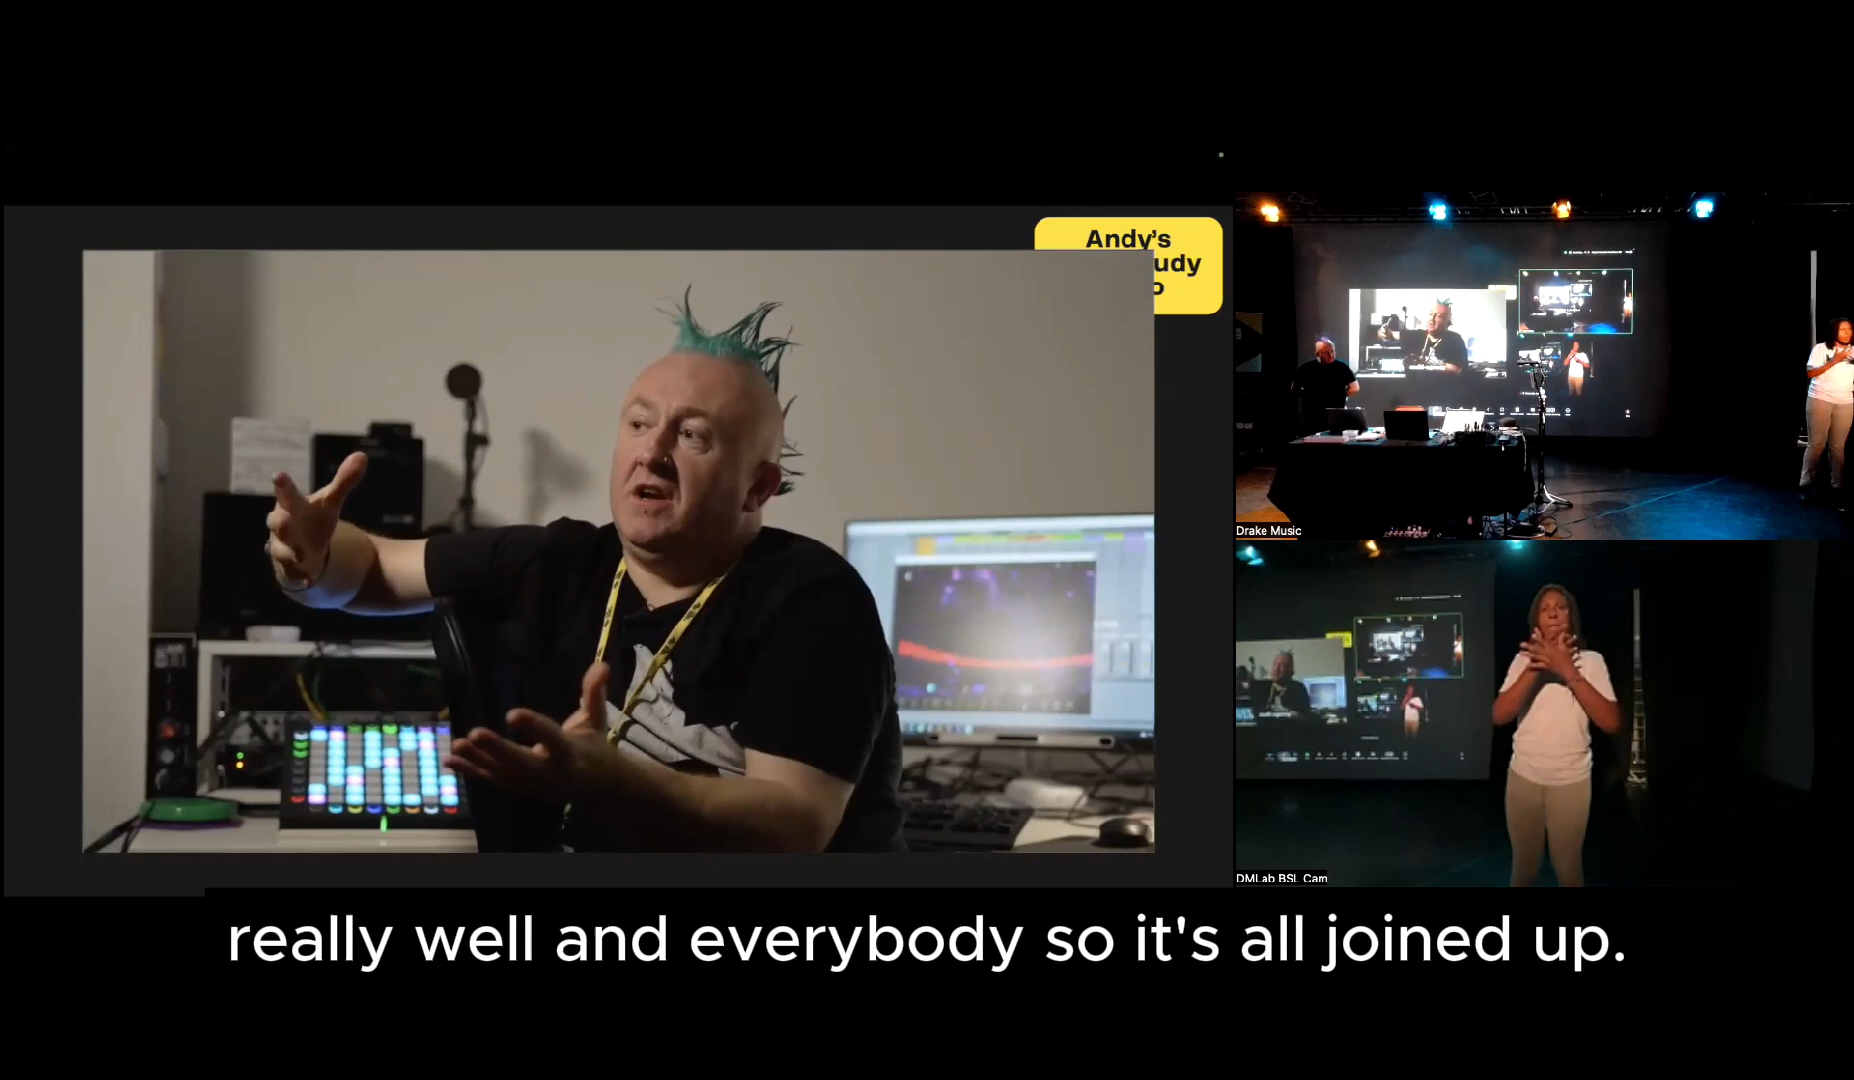 Andy's
udy
o
Drake Music
DMLab BSL Cam
really well and everybody so it's all joined up.